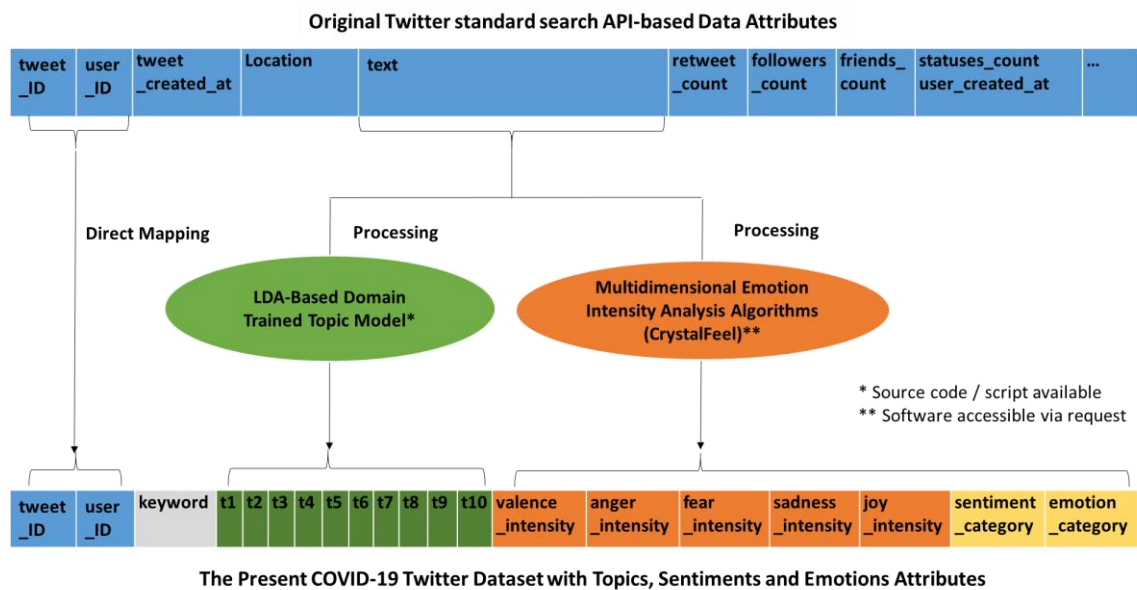 Original Twitter standard search API-based Data Attributes
tweet
_ID
user
_ID
tweet
_created_at
Location
text
retweet
_count
followers
_count
friends_
count
statuses_count
user_created_at
...
Direct Mapping
Processing
Processing
LDA-Based Domain
Trained Topic Model*
Multidimensional Emotion
Intensity Analysis Algorithms
(CrystalFeel)**
* Source code / script available
** Software accessible via request
tweet
_ID
user
_ID
keyword
t1
t2
t3
t4
t5
t6
t7
t8
t9
t10
valence
_intensity
anger
_intensity
fear
_intensity
sadness
_intensity
joy
_intensity
sentiment
_category
emotion
_category
The Present COVID-19 Twitter Dataset with Topics, Sentiments and Emotions Attributes